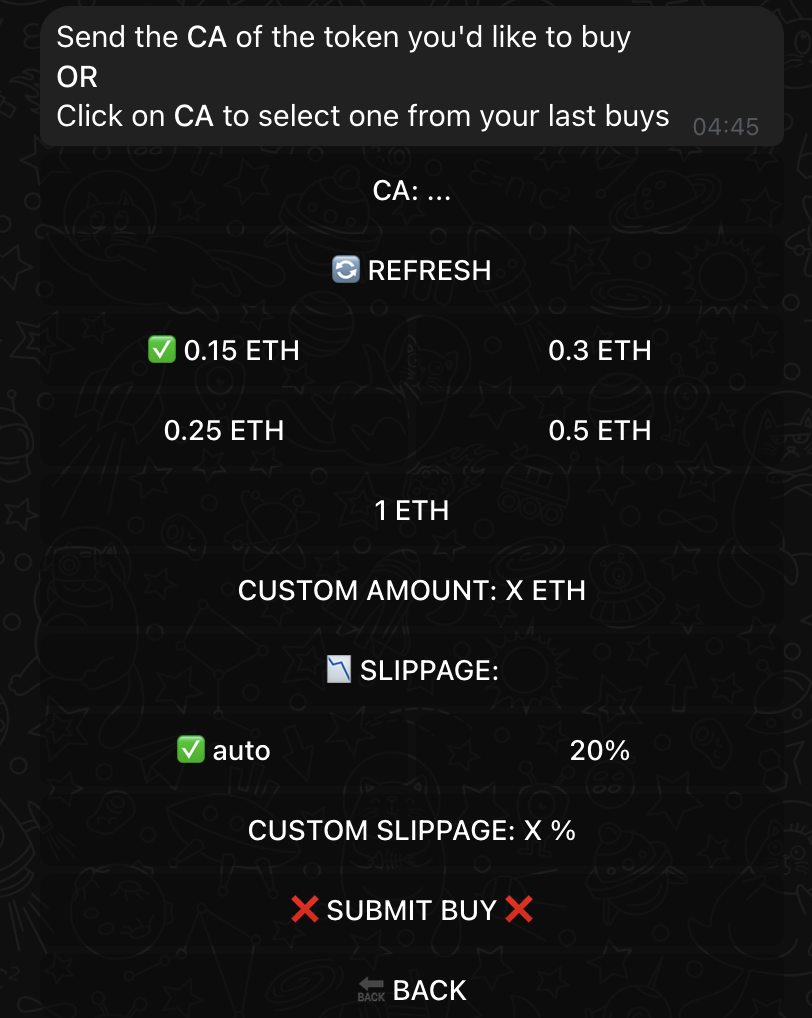 Send the CA of the token you'd like to buy
OR
Click on CA to select one from your last buys 04:45
CA: ...
REFRESH
✅ 0.15 ETH 0.3 ETH
0.25 ETH 0.5 ETH
1 ETH
CUSTOM AMOUNT: X ETH
SLIPPAGE:
✅ auto 20%
CUSTOM SLIPPAGE: X %
❌ SUBMIT BUY ❌
BACK BACK